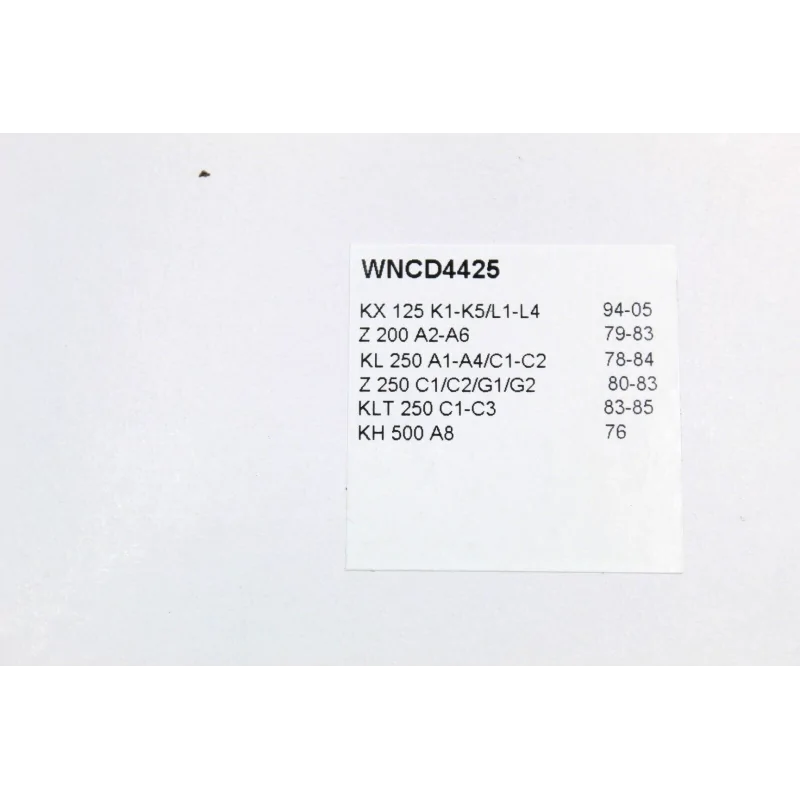 WNCD4425
KX 125 K1-K5/L1-L4 94-05
Z 200 A2-A6 79-83
KL 250 A1-A4/C1-C2 78-84
Z 250 C1/C2/G1/G2 80-83
KLT 250 C1-C3 83-85
KH 500 A8 76